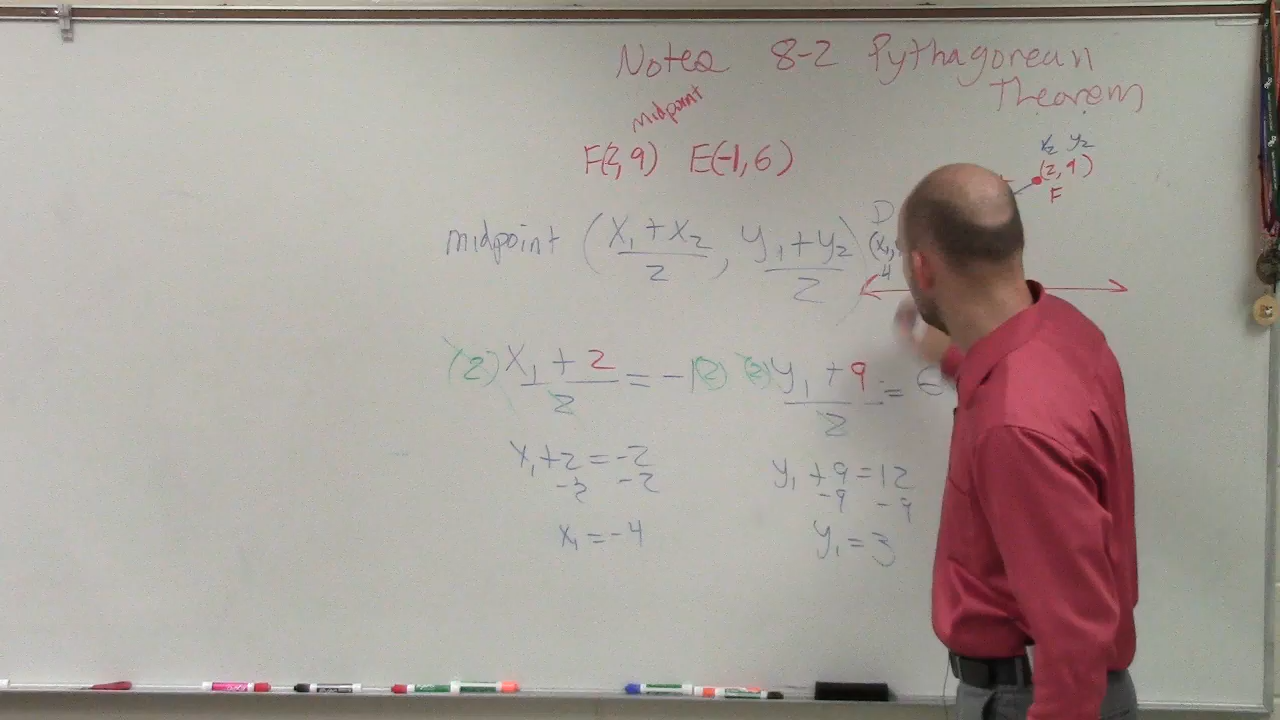 Notes 8-2 Pythagorean
Theorem
midpoint
F(2,9) E(-1,6)
x2 y2
(2,9)
F
midpoint (x1+x2/2, y1+y2/2)
D
(x1,
4
(2) x1+2/2 = -1(2) (2) y1+9/2 = 6
x1+2=-2
-2 -2
x1=-4
y1+9=12
-9 -9
y1=3